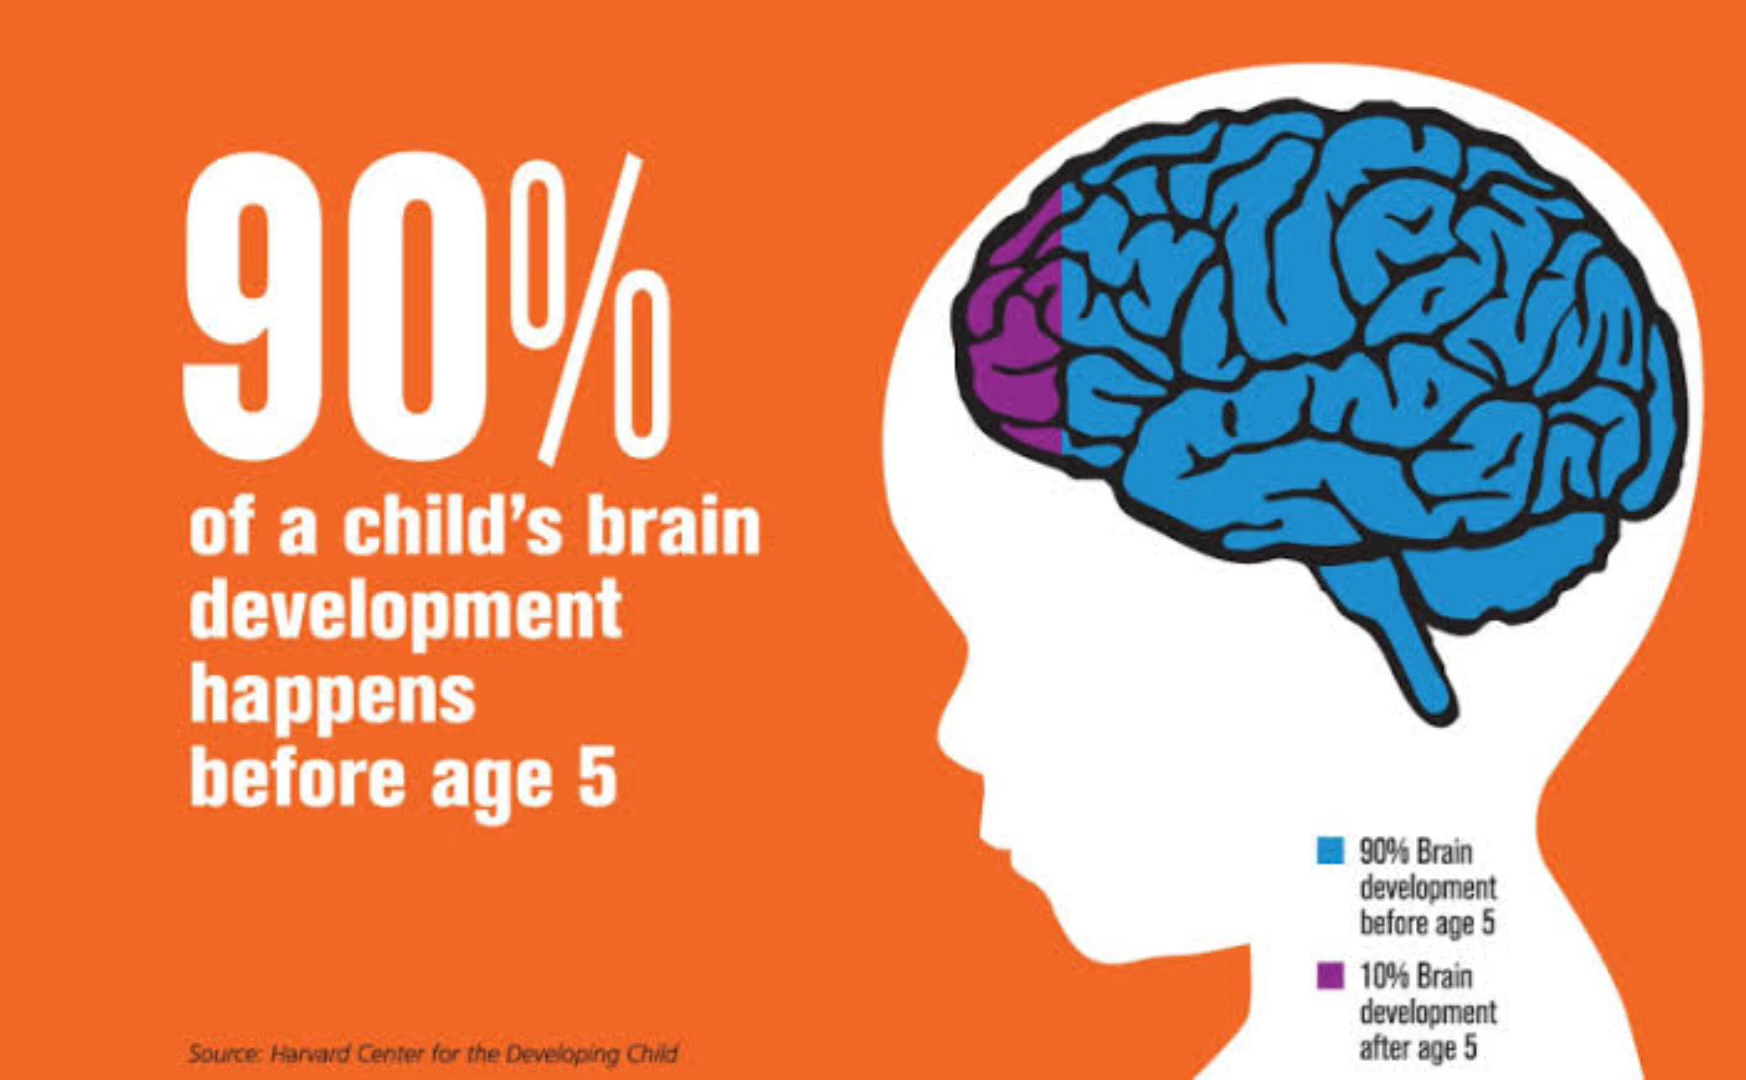 90%
of a child's brain
development
happens
before age 5
90% Brain
development
before age 5
10% Brain
development
after age 5
Source: Harvard Center for the Developing Child